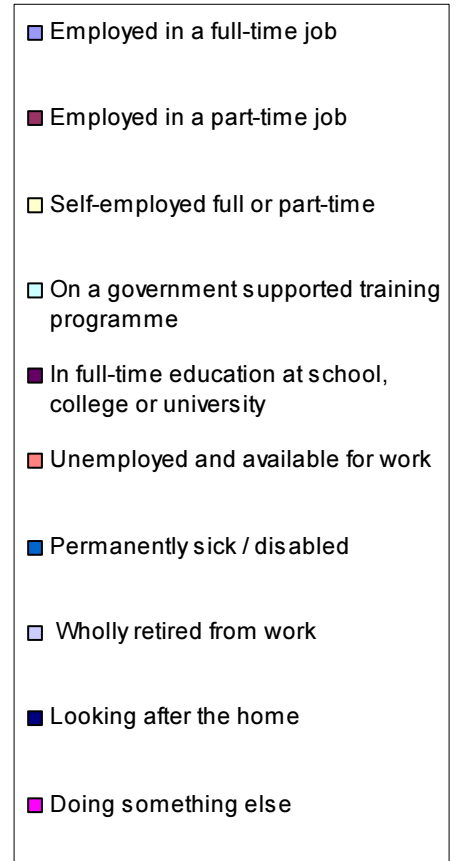 Employed in a full-time job
Employed in a part-time job
Self-employed full or part-time
On a government supported training
programme
In full-time education at school,
college or university
Unemployed and available for work
Permanently sick / disabled
Wholly retired from work
Looking after the home
Doing something else